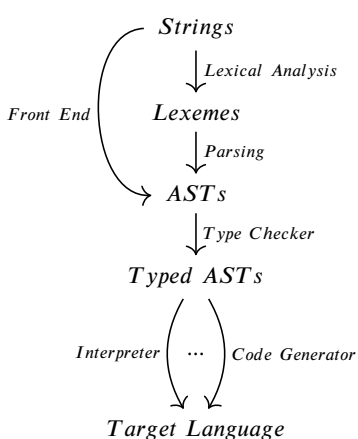 Strings
Lexical Analysis
Front End
Lexemes
Parsing
ASTs
Type Checker
Typed ASTs
Interpreter ... Code Generator
Target Language